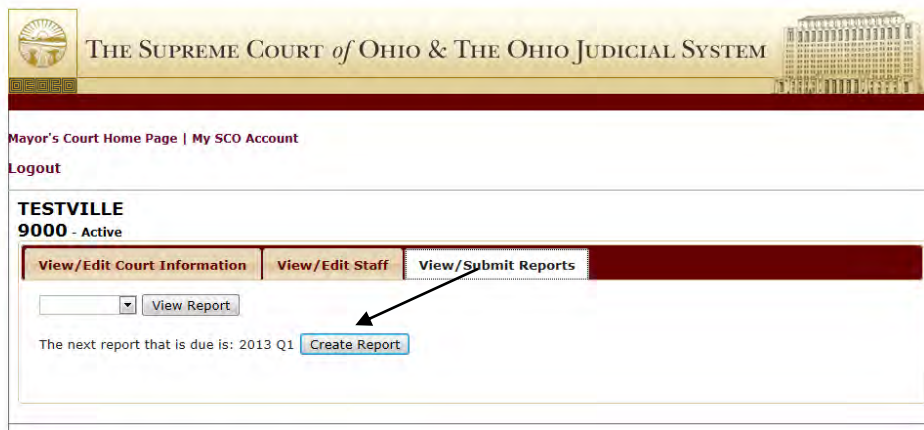 THE SUPREME COURT of OHIO & THE OHIO JUDICIAL SYSTEM
Mayor's Court Home Page | My SCO Account
Logout
TESTVILLE
9000 - Active
View/Edit Court Information View/Edit Staff View/Submit Reports
View Report
The next report that is due is: 2013 Q1 Create Report